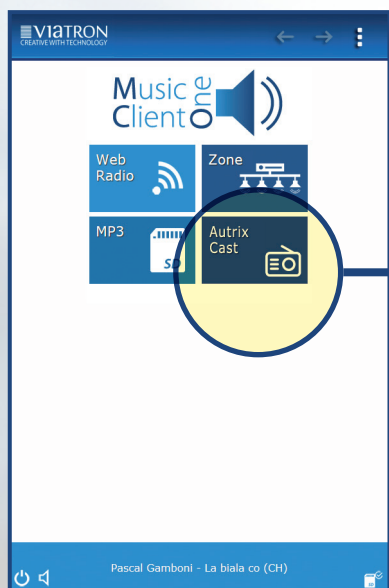 VIATRON
CREATIVE WITH TECHNOLOGY
Music
Client One
Web
Radio
Zone
MP3
SD
Autrix
Cast
Pascal Gamboni - La biala co (CH)
SD